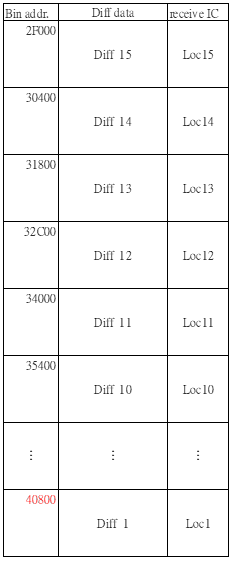 Bin addr. Diff data receive IC
2F000
Diff 15 Loc15
30400
Diff 14 Loc14
31800
Diff 13 Loc13
32C00
Diff 12 Loc12
34000
Diff 11 Loc11
35400
Diff 10 Loc10
⋮ ⋮ ⋮
40800
Diff 1 Loc1